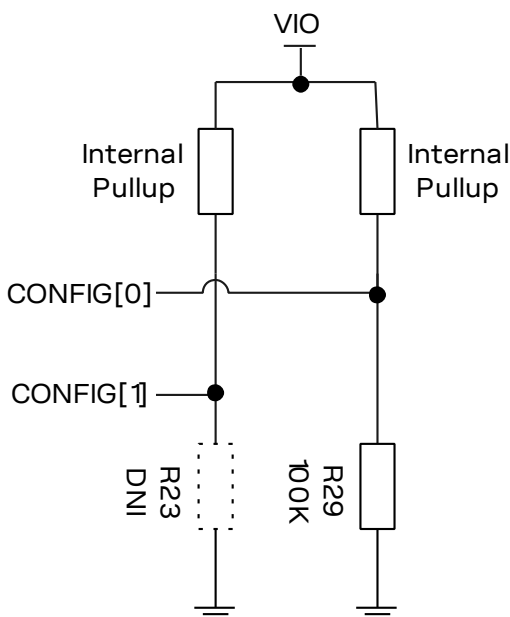 VIO
Internal
Pullup
Internal
Pullup
CONFIG[0]
CONFIG[1]
R23
DNI
R29
100K